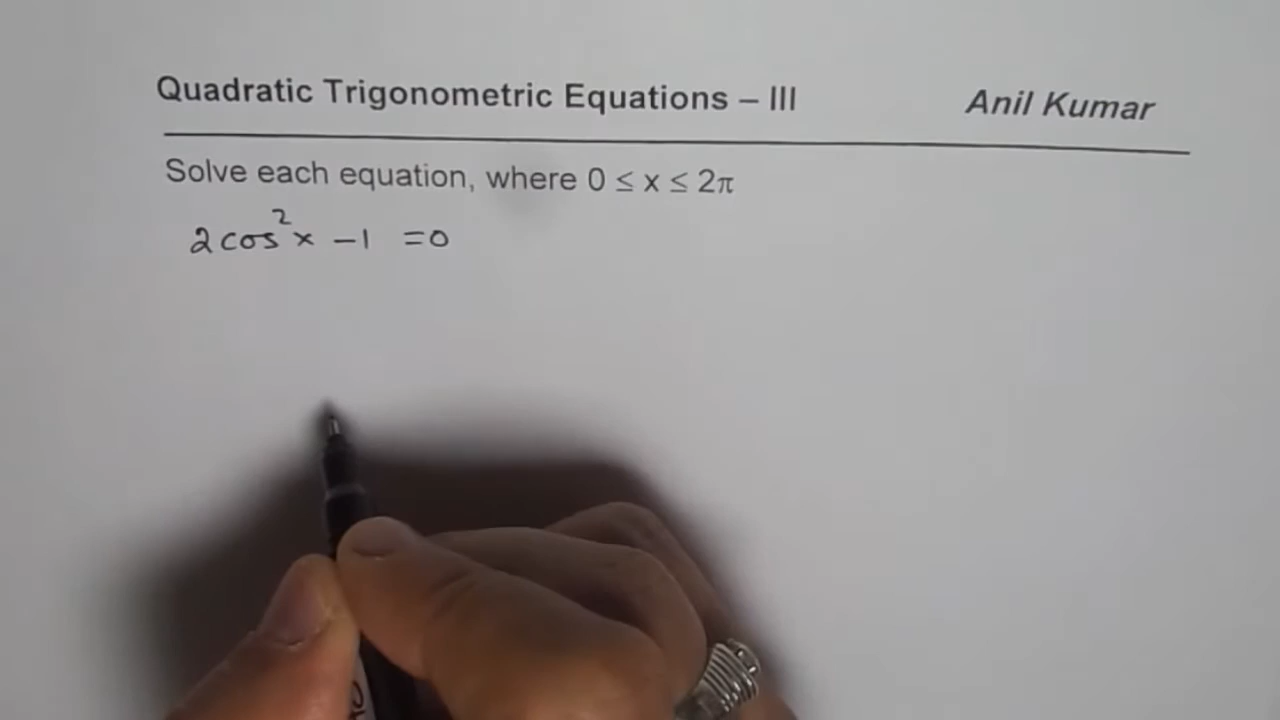 Quadratic Trigonometric Equations – III Anil Kumar
Solve each equation, where 0 ≤ x ≤ 2π
2cos²x -1 =0